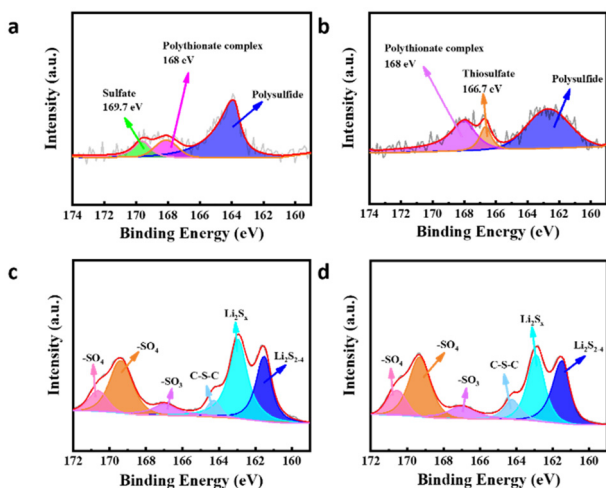 a
Polythionate complex
168 eV
Sulfate
169.7 eV
Polysulfide
Intensity (a.u.)
174 172 170 168 166 164 162 160
Binding Energy (eV)
b
Polythionate complex
168 eV
Thiosulfate
166.7 eV
Polysulfide
Intensity (a.u.)
174 172 170 168 166 164 162 160
Binding Energy (eV)
c
Li₂Sₓ
-SO₄
-SO₄
Li₂S₂₋₄
C-S-C
-SO₃
Intensity (a.u.)
172 170 168 166 164 162 160
Binding Energy (eV)
d
Li₂Sₓ
-SO₄
-SO₄
Li₂S₂₋₄
C-S-C
-SO₃
Intensity (a.u.)
172 170 168 166 164 162 160
Binding Energy (eV)